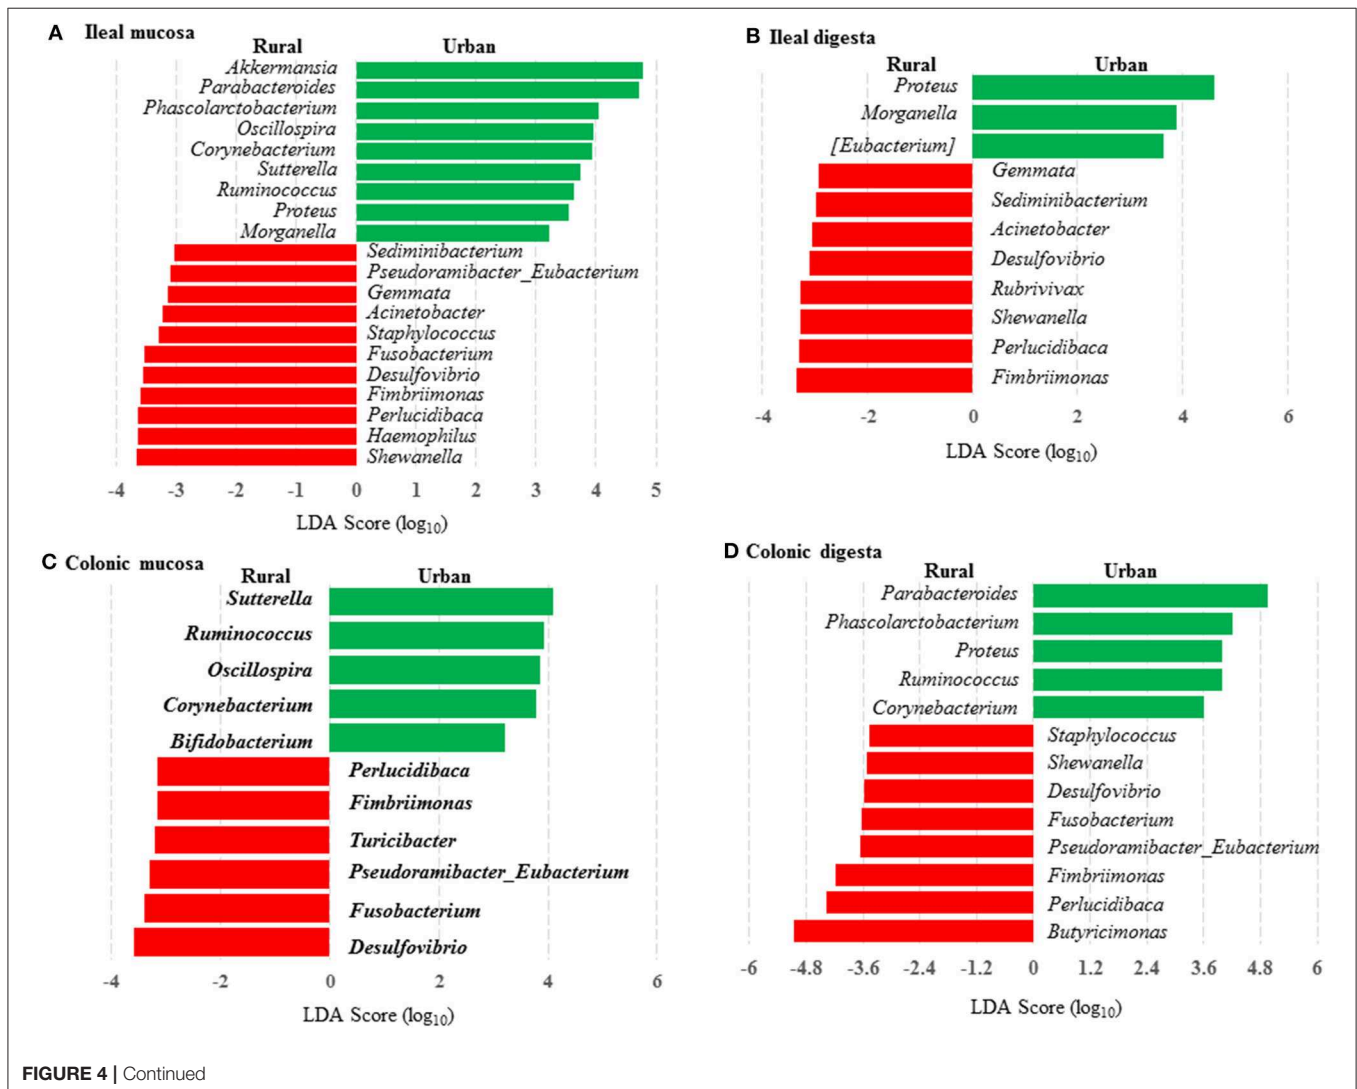 A Ileal mucosa
Rural Urban
Akkermansia
Parabacteroides
Phascolarctobacterium
Oscillospira
Corynebacterium
Sutterella
Ruminococcus
Proteus
Morganella
Sediminibacterium
Pseudoramibacter_Eubacterium
Gemmata
Acinetobacter
Staphylococcus
Fusobacterium
Desulfovibrio
Fimbriimonas
Perlucidibaca
Haemophilus
Shewanella
-4 -3 -2 -1 0 1 2 3 4 5
LDA Score (log10)
B Ileal digesta
Rural Urban
Proteus
Morganella
[Eubacterium]
Gemmata
Sediminibacterium
Acinetobacter
Desulfovibrio
Rubrivivax
Shewanella
Perlucidibaca
Fimbriimonas
-4 -2 0 2 4 6
LDA Score (log10)
C Colonic mucosa
Rural Urban
Sutterella
Ruminococcus
Oscillospira
Corynebacterium
Bifidobacterium
Perlucidibaca
Fimbriimonas
Turicibacter
Pseudoramibacter_Eubacterium
Fusobacterium
Desulfovibrio
-4 -2 0 2 4 6
LDA Score (log10)
D Colonic digesta
Rural Urban
Parabacteroides
Phascolarctobacterium
Proteus
Ruminococcus
Corynebacterium
Staphylococcus
Shewanella
Desulfovibrio
Fusobacterium
Pseudoramibacter_Eubacterium
Fimbriimonas
Perlucidibaca
Butyricimonas
-6 -4.8 -3.6 -2.4 -1.2 0 1.2 2.4 3.6 4.8 6
LDA Score (log10)
FIGURE 4 | Continued